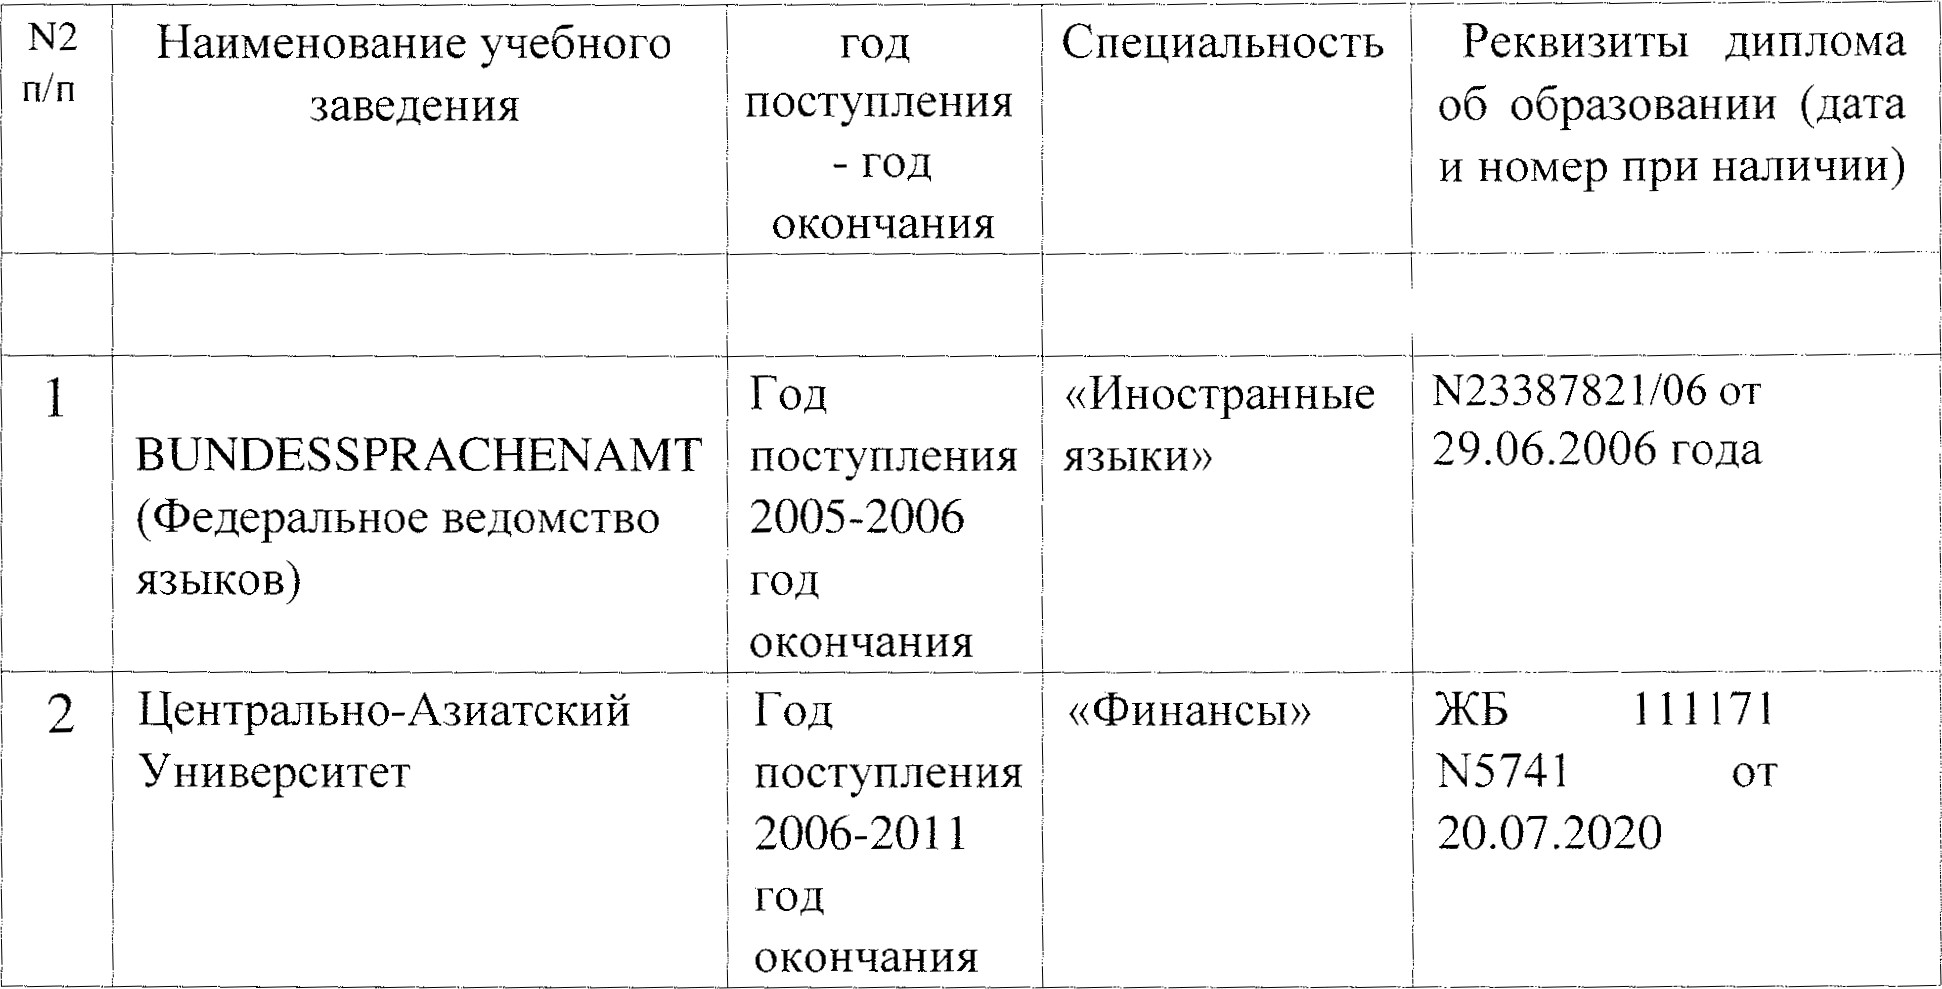 N2
п/п
Наименование учебного
заведения
год
поступления
- год
окончания
Специальность
Реквизиты диплома
об образовании (дата
и номер при наличии)
1
BUNDESSPRACHENAMT
(Федеральное ведомство
языков)
Год
поступления
2005-2006
год
окончания
«Иностранные
языки»
N23387821/06 от
29.06.2006 года
2
Центрально-Азиатский
Университет
Год
поступления
2006-2011
год
окончания
«Финансы»
ЖБ 111171
N5741 от
20.07.2020